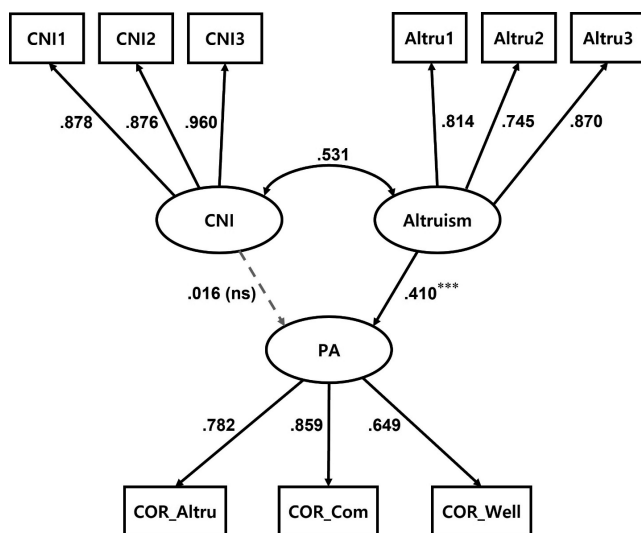 CNI1
CNI2
CNI3
Altru1
Altru2
Altru3
.878
.876
.960
.814
.745
.870
.531
CNI
Altruism
.016 (ns)
.410***
PA
.782
.859
.649
COR_Altru
COR_Com
COR_Well